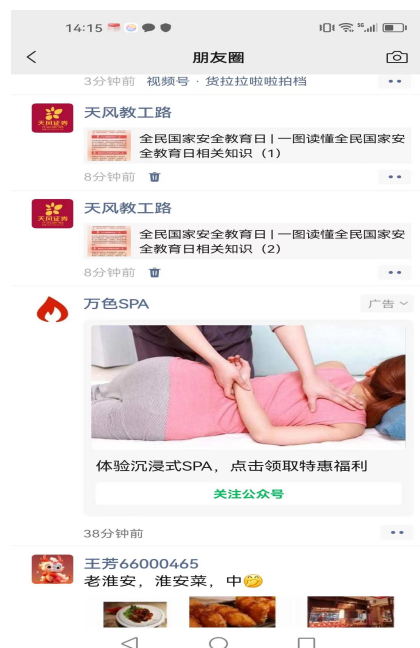 14:15
朋友圈
3分钟前 视频号 · 货拉拉啦啦拍档
天风教工路
全民国家安全教育日|一图读懂全民国家安
全教育日相关知识（1）
8分钟前
天风教工路
全民国家安全教育日|一图读懂全民国家安
全教育日相关知识（2）
8分钟前
万色SPA
广告
体验沉浸式SPA，点击领取特惠福利
关注公众号
38分钟前
王芳66000465
老淮安，淮安菜，中